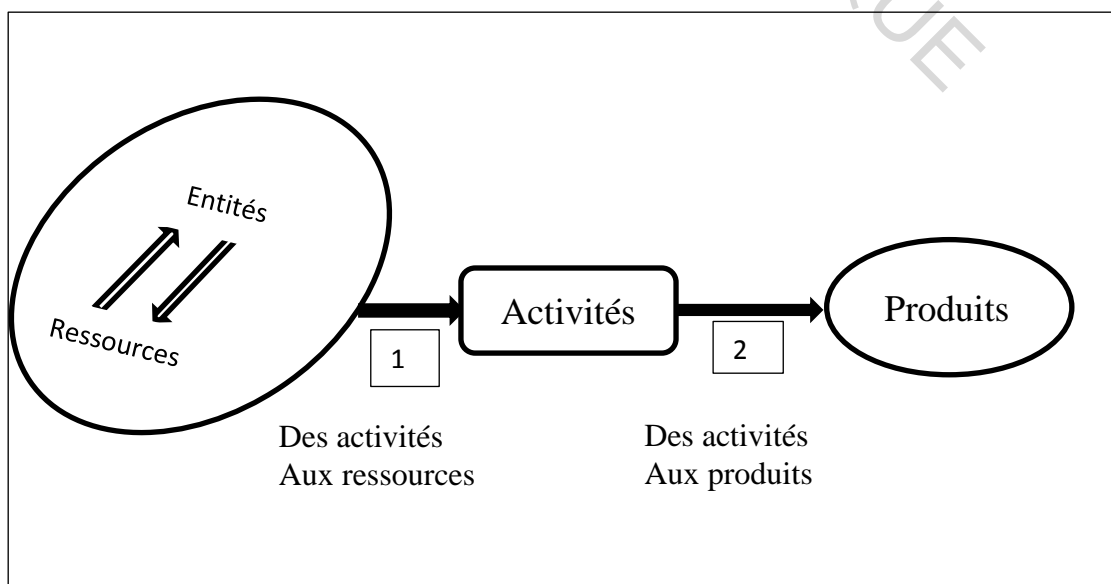 Entités
Ressources
Activités
Produits
1
2
Des activités
Aux ressources
Des activités
Aux produits